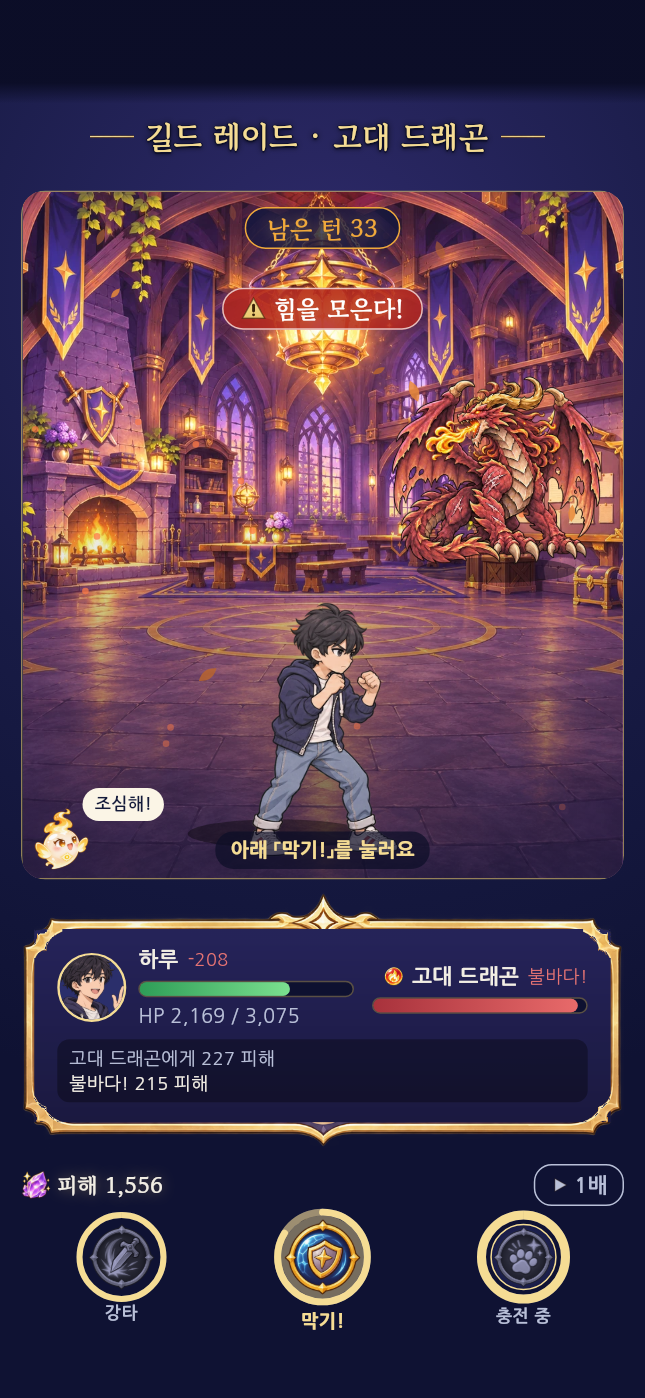 길드 레이드 · 고대 드래곤
남은 턴 33
힘을 모은다!
조심해!
아래 「막기!」를 눌러요
하루 -208
HP 2,169 / 3,075
고대 드래곤 불바다!
고대 드래곤에게 227 피해
불바다! 215 피해
피해 1,556
1배
강타
막기!
충전 중